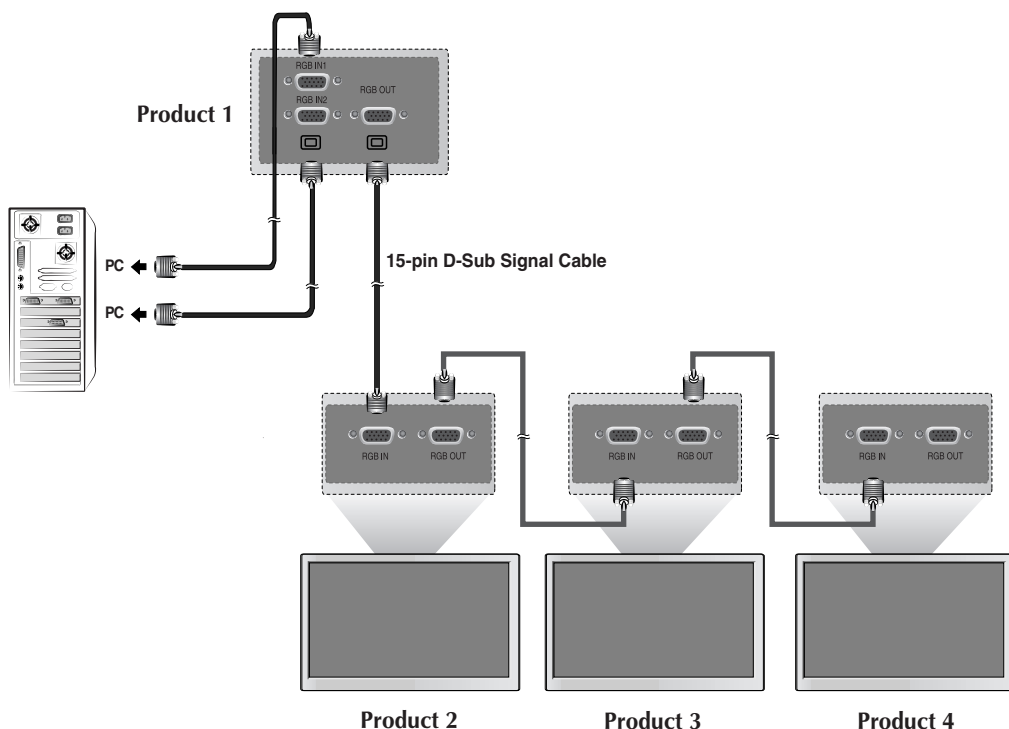 RGB IN1
RGB IN2
RGB OUT
Product 1
PC
15-pin D-Sub Signal Cable
PC
RGB IN
RGB OUT
RGB IN
RGB OUT
RGB IN
RGB OUT
Product 2
Product 3
Product 4